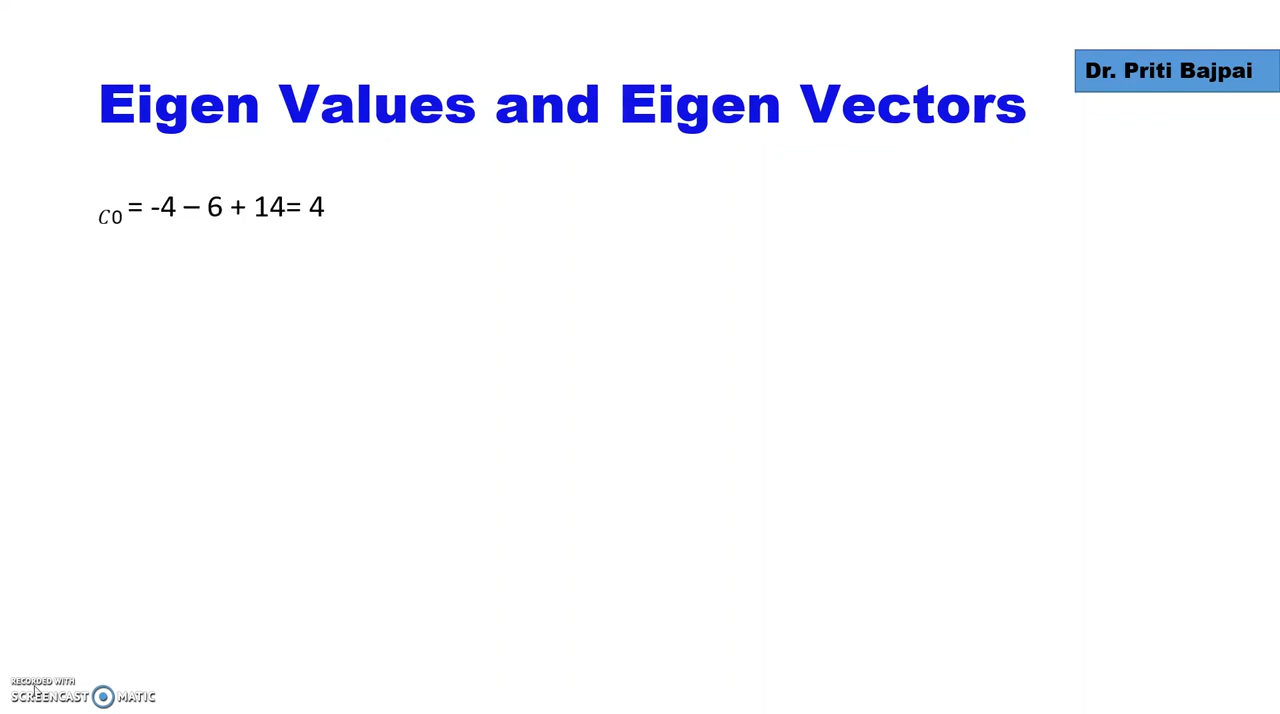 Dr. Priti Bajpai
Eigen Values and Eigen Vectors
C0 = -4 – 6 + 14= 4
RECORDED WITH
SCREENCAST MATIC